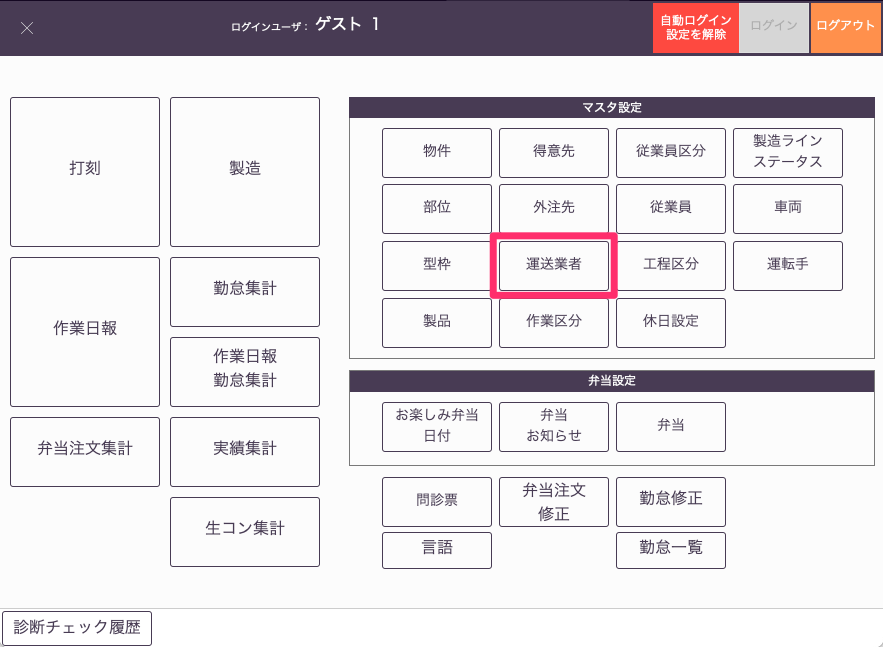 ログインユーザ： ゲスト 1
自動ログイン
設定を解除
ログイン
ログアウト
打刻
製造
作業日報
勤怠集計
作業日報
勤怠集計
弁当注文集計
実績集計
生コン集計
マスタ設定
物件
得意先
従業員区分
製造ライン
ステータス
部位
外注先
従業員
車両
型枠
運送業者
工程区分
運転手
製品
作業区分
休日設定
弁当設定
お楽しみ弁当
日付
弁当
お知らせ
弁当
問診票
弁当注文
修正
勤怠修正
言語
勤怠一覧
診断チェック履歴